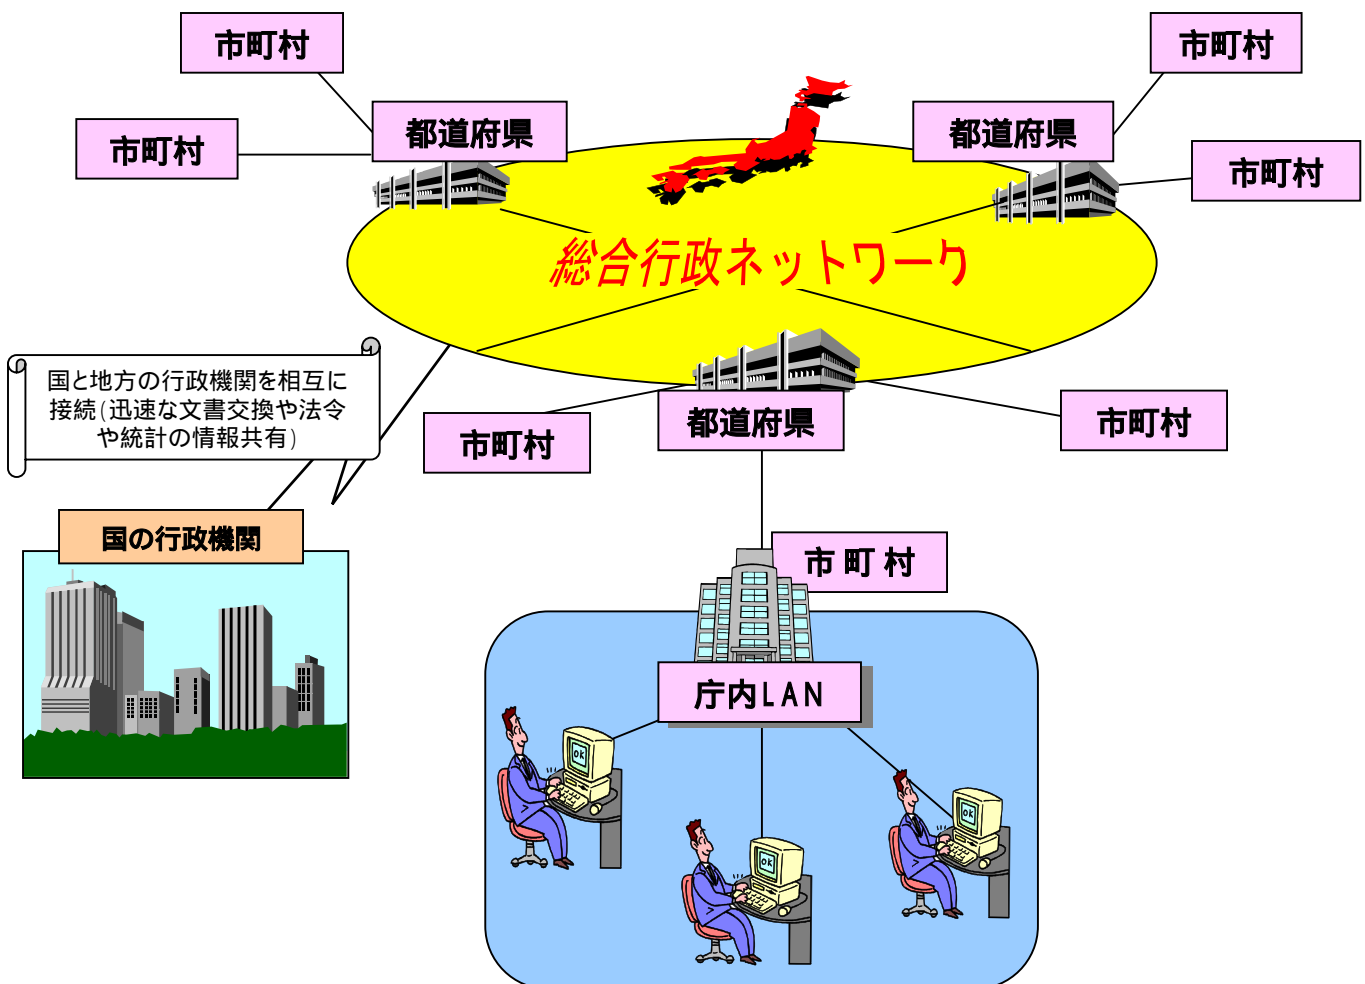 市町村
市町村
都道府県
都道府県
市町村
市町村
総合行政ネットワーク
国と地方の行政機関を相互に
接続(迅速な文書交換や法令
や統計の情報共有)
市町村
都道府県
市町村
国の行政機関
市町村
庁内LAN
OK
OK
OK